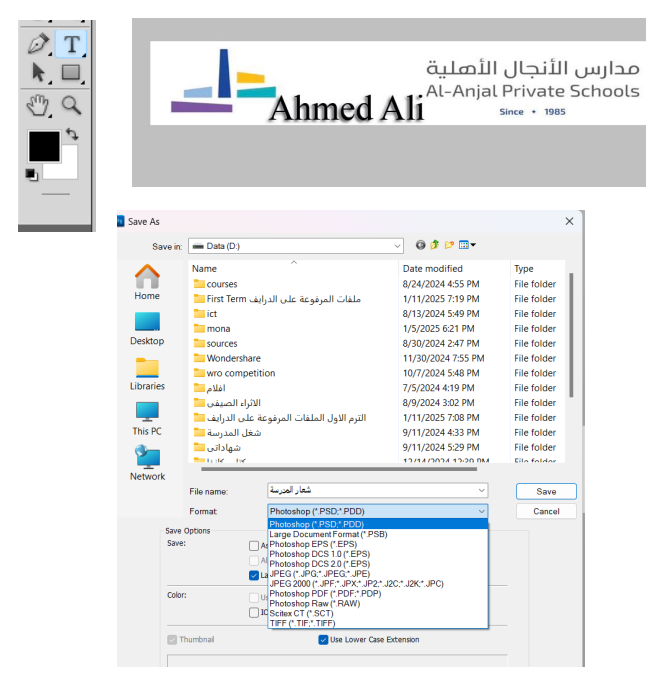 T
مدارس الأنجال الأهلية
Al-Anjal Private Schools
Since + 1985
Ahmed Ali
Save As
Save in: Data (D:)
Name Date modified Type
courses 8/24/2024 4:55 PM File folder
ملفات المرفوعة على الدرايف First Term 1/11/2025 7:19 PM File folder
ict 8/13/2024 5:49 PM File folder
mona 1/5/2025 6:21 PM File folder
sources 8/30/2024 2:47 PM File folder
Wondershare 11/30/2024 7:55 PM File folder
wro competition 10/7/2024 5:48 PM File folder
افلام 7/5/2024 4:19 PM File folder
الاثراء الصيفى 8/9/2024 3:02 PM File folder
الترم الاول الملفات المرفوعة على الدرايف 1/11/2025 7:08 PM File folder
شغل المدرسة 9/11/2024 4:33 PM File folder
شهاداتى 9/11/2024 5:29 PM File folder
12/14/2024 12:39 PM File folder
Home
Desktop
Libraries
This PC
Network
File name: شعار المدرسة Save
Format: Photoshop (*.PSD;*.PDD) Cancel
Photoshop (*.PSD;*.PDD)
Large Document Format (*.PSB)
Photoshop EPS (*.EPS)
Photoshop DCS 1.0 (*.EPS)
Photoshop DCS 2.0 (*.EPS)
JPEG (*.JPG;*.JPEG;*.JPE)
JPEG 2000 (*.JPF;*.JPX;*.JP2;*.J2C;*.J2K;*.JPC)
Photoshop PDF (*.PDF;*.PDP)
Photoshop Raw (*.RAW)
Scitex CT (*.SCT)
TIFF (*.TIF;*.TIFF)
Save Options
Save:
Color:
Thumbnail Use Lower Case Extension